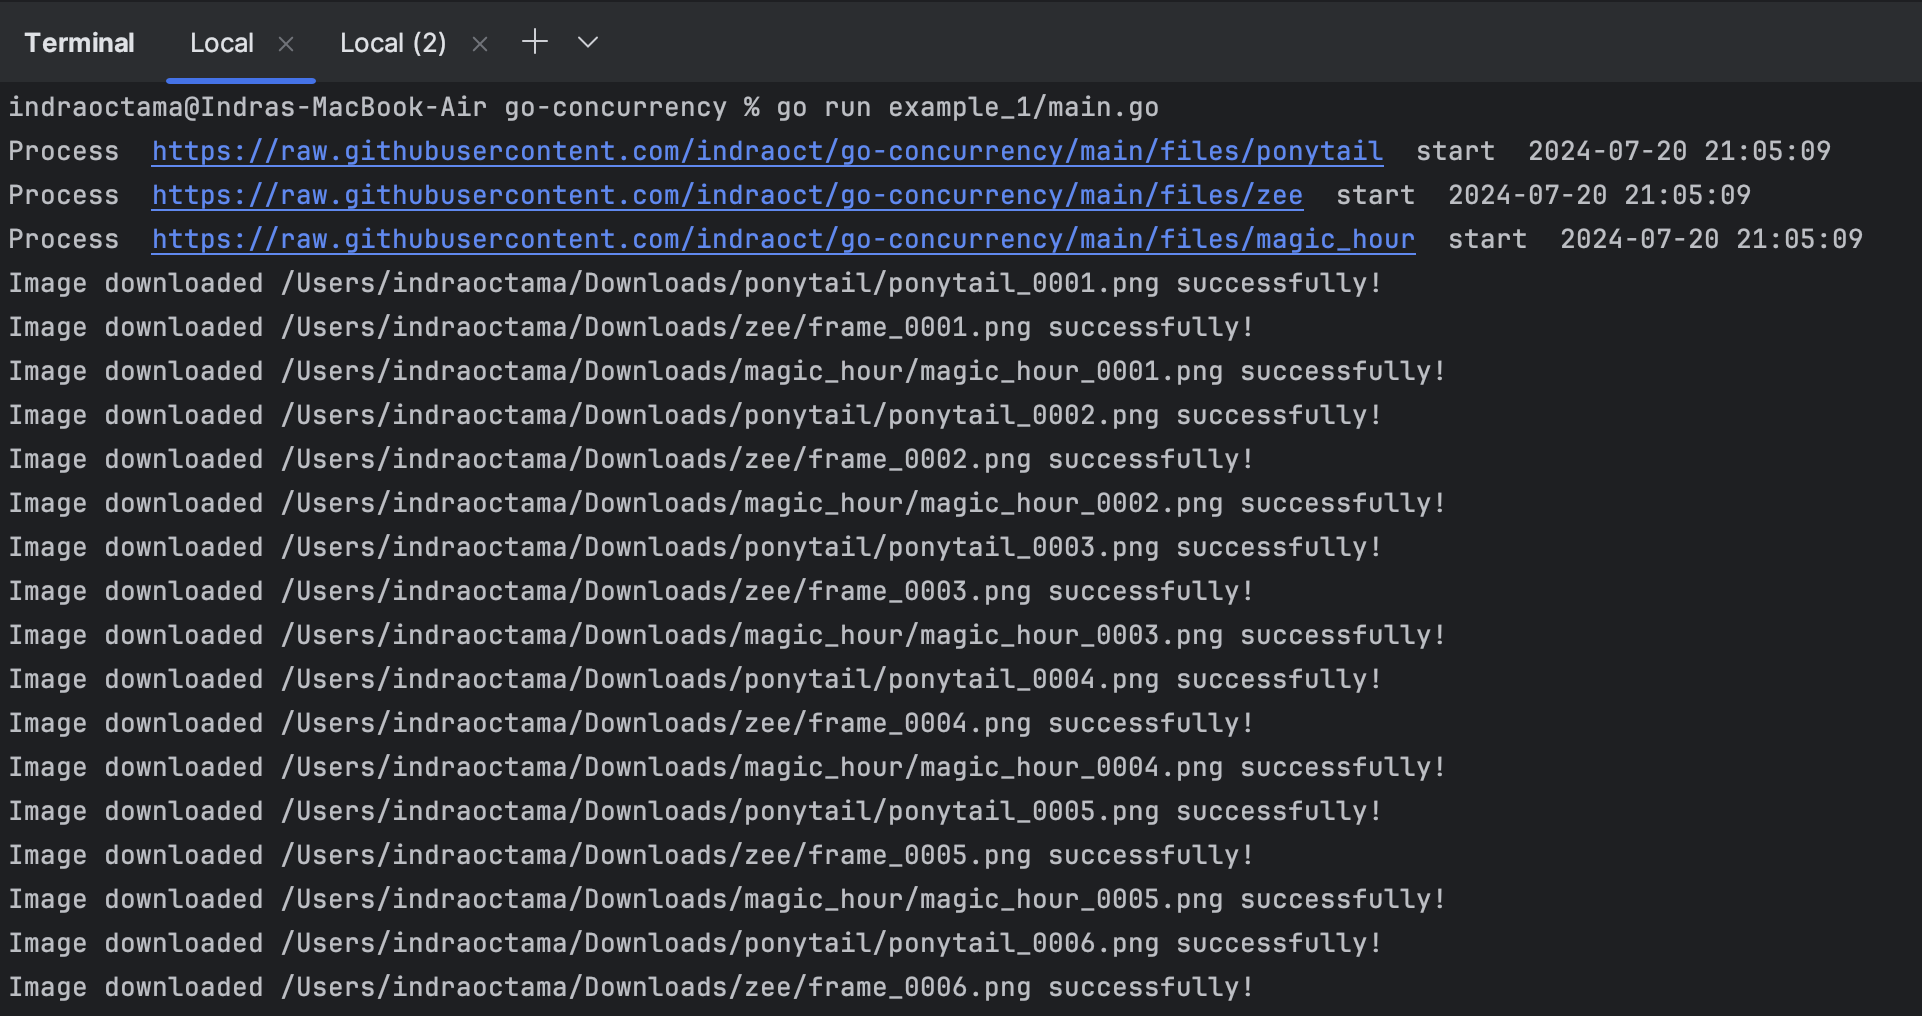 Terminal Local Local (2)
indraoctama@Indras-MacBook-Air go-concurrency % go run example_1/main.go
Process  https://raw.githubusercontent.com/indraoct/go-concurrency/main/files/ponytail  start  2024-07-20 21:05:09
Process  https://raw.githubusercontent.com/indraoct/go-concurrency/main/files/zee  start  2024-07-20 21:05:09
Process  https://raw.githubusercontent.com/indraoct/go-concurrency/main/files/magic_hour  start  2024-07-20 21:05:09
Image downloaded /Users/indraoctama/Downloads/ponytail/ponytail_0001.png successfully!
Image downloaded /Users/indraoctama/Downloads/zee/frame_0001.png successfully!
Image downloaded /Users/indraoctama/Downloads/magic_hour/magic_hour_0001.png successfully!
Image downloaded /Users/indraoctama/Downloads/ponytail/ponytail_0002.png successfully!
Image downloaded /Users/indraoctama/Downloads/zee/frame_0002.png successfully!
Image downloaded /Users/indraoctama/Downloads/magic_hour/magic_hour_0002.png successfully!
Image downloaded /Users/indraoctama/Downloads/ponytail/ponytail_0003.png successfully!
Image downloaded /Users/indraoctama/Downloads/zee/frame_0003.png successfully!
Image downloaded /Users/indraoctama/Downloads/magic_hour/magic_hour_0003.png successfully!
Image downloaded /Users/indraoctama/Downloads/ponytail/ponytail_0004.png successfully!
Image downloaded /Users/indraoctama/Downloads/zee/frame_0004.png successfully!
Image downloaded /Users/indraoctama/Downloads/magic_hour/magic_hour_0004.png successfully!
Image downloaded /Users/indraoctama/Downloads/ponytail/ponytail_0005.png successfully!
Image downloaded /Users/indraoctama/Downloads/zee/frame_0005.png successfully!
Image downloaded /Users/indraoctama/Downloads/magic_hour/magic_hour_0005.png successfully!
Image downloaded /Users/indraoctama/Downloads/ponytail/ponytail_0006.png successfully!
Image downloaded /Users/indraoctama/Downloads/zee/frame_0006.png successfully!